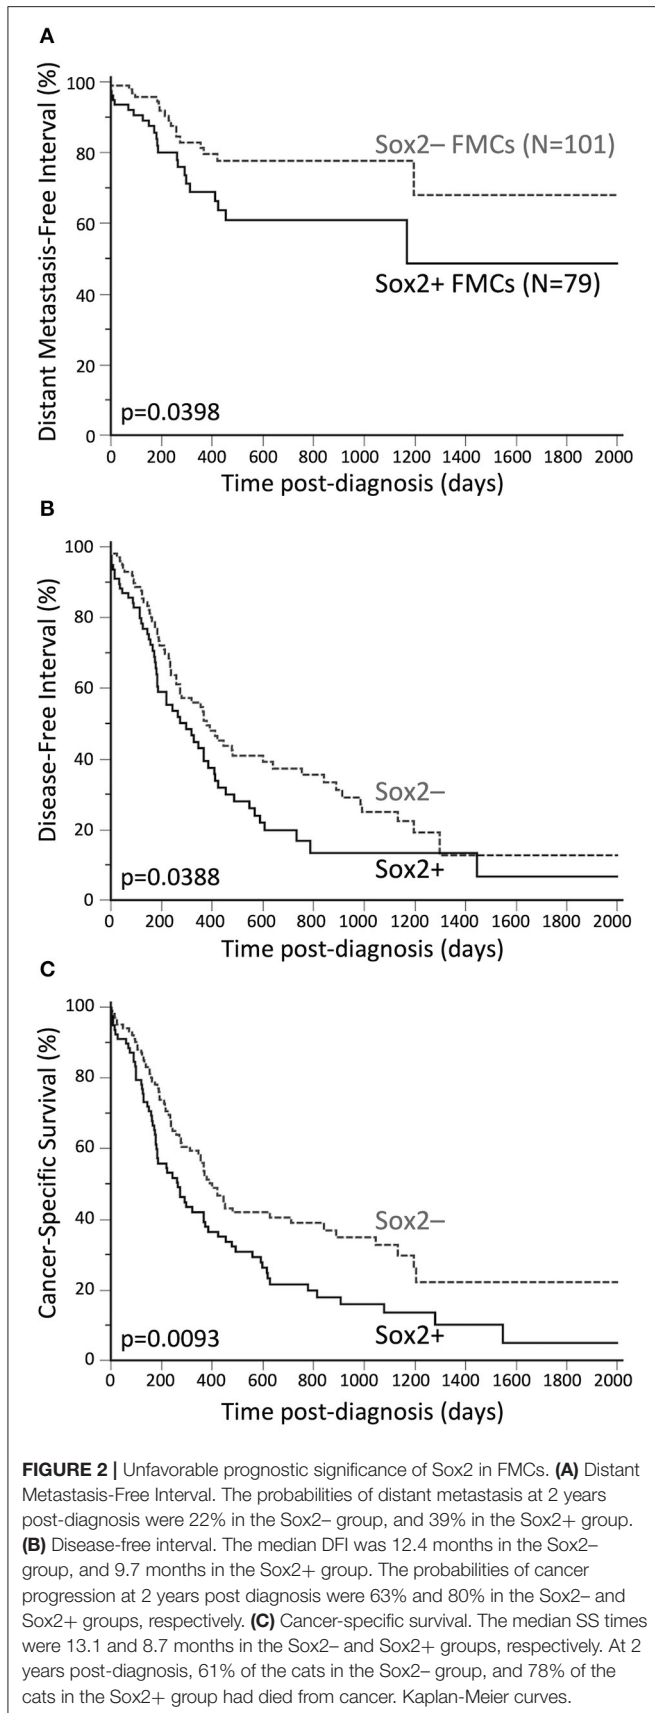 A
Distant Metastasis-Free Interval (%)
100
80
60
40
20
0
Sox2– FMCs (N=101)
Sox2+ FMCs (N=79)
p=0.0398
0 200 400 600 800 1000 1200 1400 1600 1800 2000
Time post-diagnosis (days)
B
Disease-Free Interval (%)
100
80
60
40
20
0
Sox2–
Sox2+
p=0.0388
0 200 400 600 800 1000 1200 1400 1600 1800 2000
Time post-diagnosis (days)
C
Cancer-Specific Survival (%)
100
80
60
40
20
0
Sox2–
Sox2+
p=0.0093
0 200 400 600 800 1000 1200 1400 1600 1800 2000
Time post-diagnosis (days)
FIGURE 2 | Unfavorable prognostic significance of Sox2 in FMCs. (A) Distant
Metastasis-Free Interval. The probabilities of distant metastasis at 2 years
post-diagnosis were 22% in the Sox2– group, and 39% in the Sox2+ group.
(B) Disease-free interval. The median DFI was 12.4 months in the Sox2–
group, and 9.7 months in the Sox2+ group. The probabilities of cancer
progression at 2 years post diagnosis were 63% and 80% in the Sox2– and
Sox2+ groups, respectively. (C) Cancer-specific survival. The median SS times
were 13.1 and 8.7 months in the Sox2– and Sox2+ groups, respectively. At 2
years post-diagnosis, 61% of the cats in the Sox2– group, and 78% of the
cats in the Sox2+ group had died from cancer. Kaplan-Meier curves.